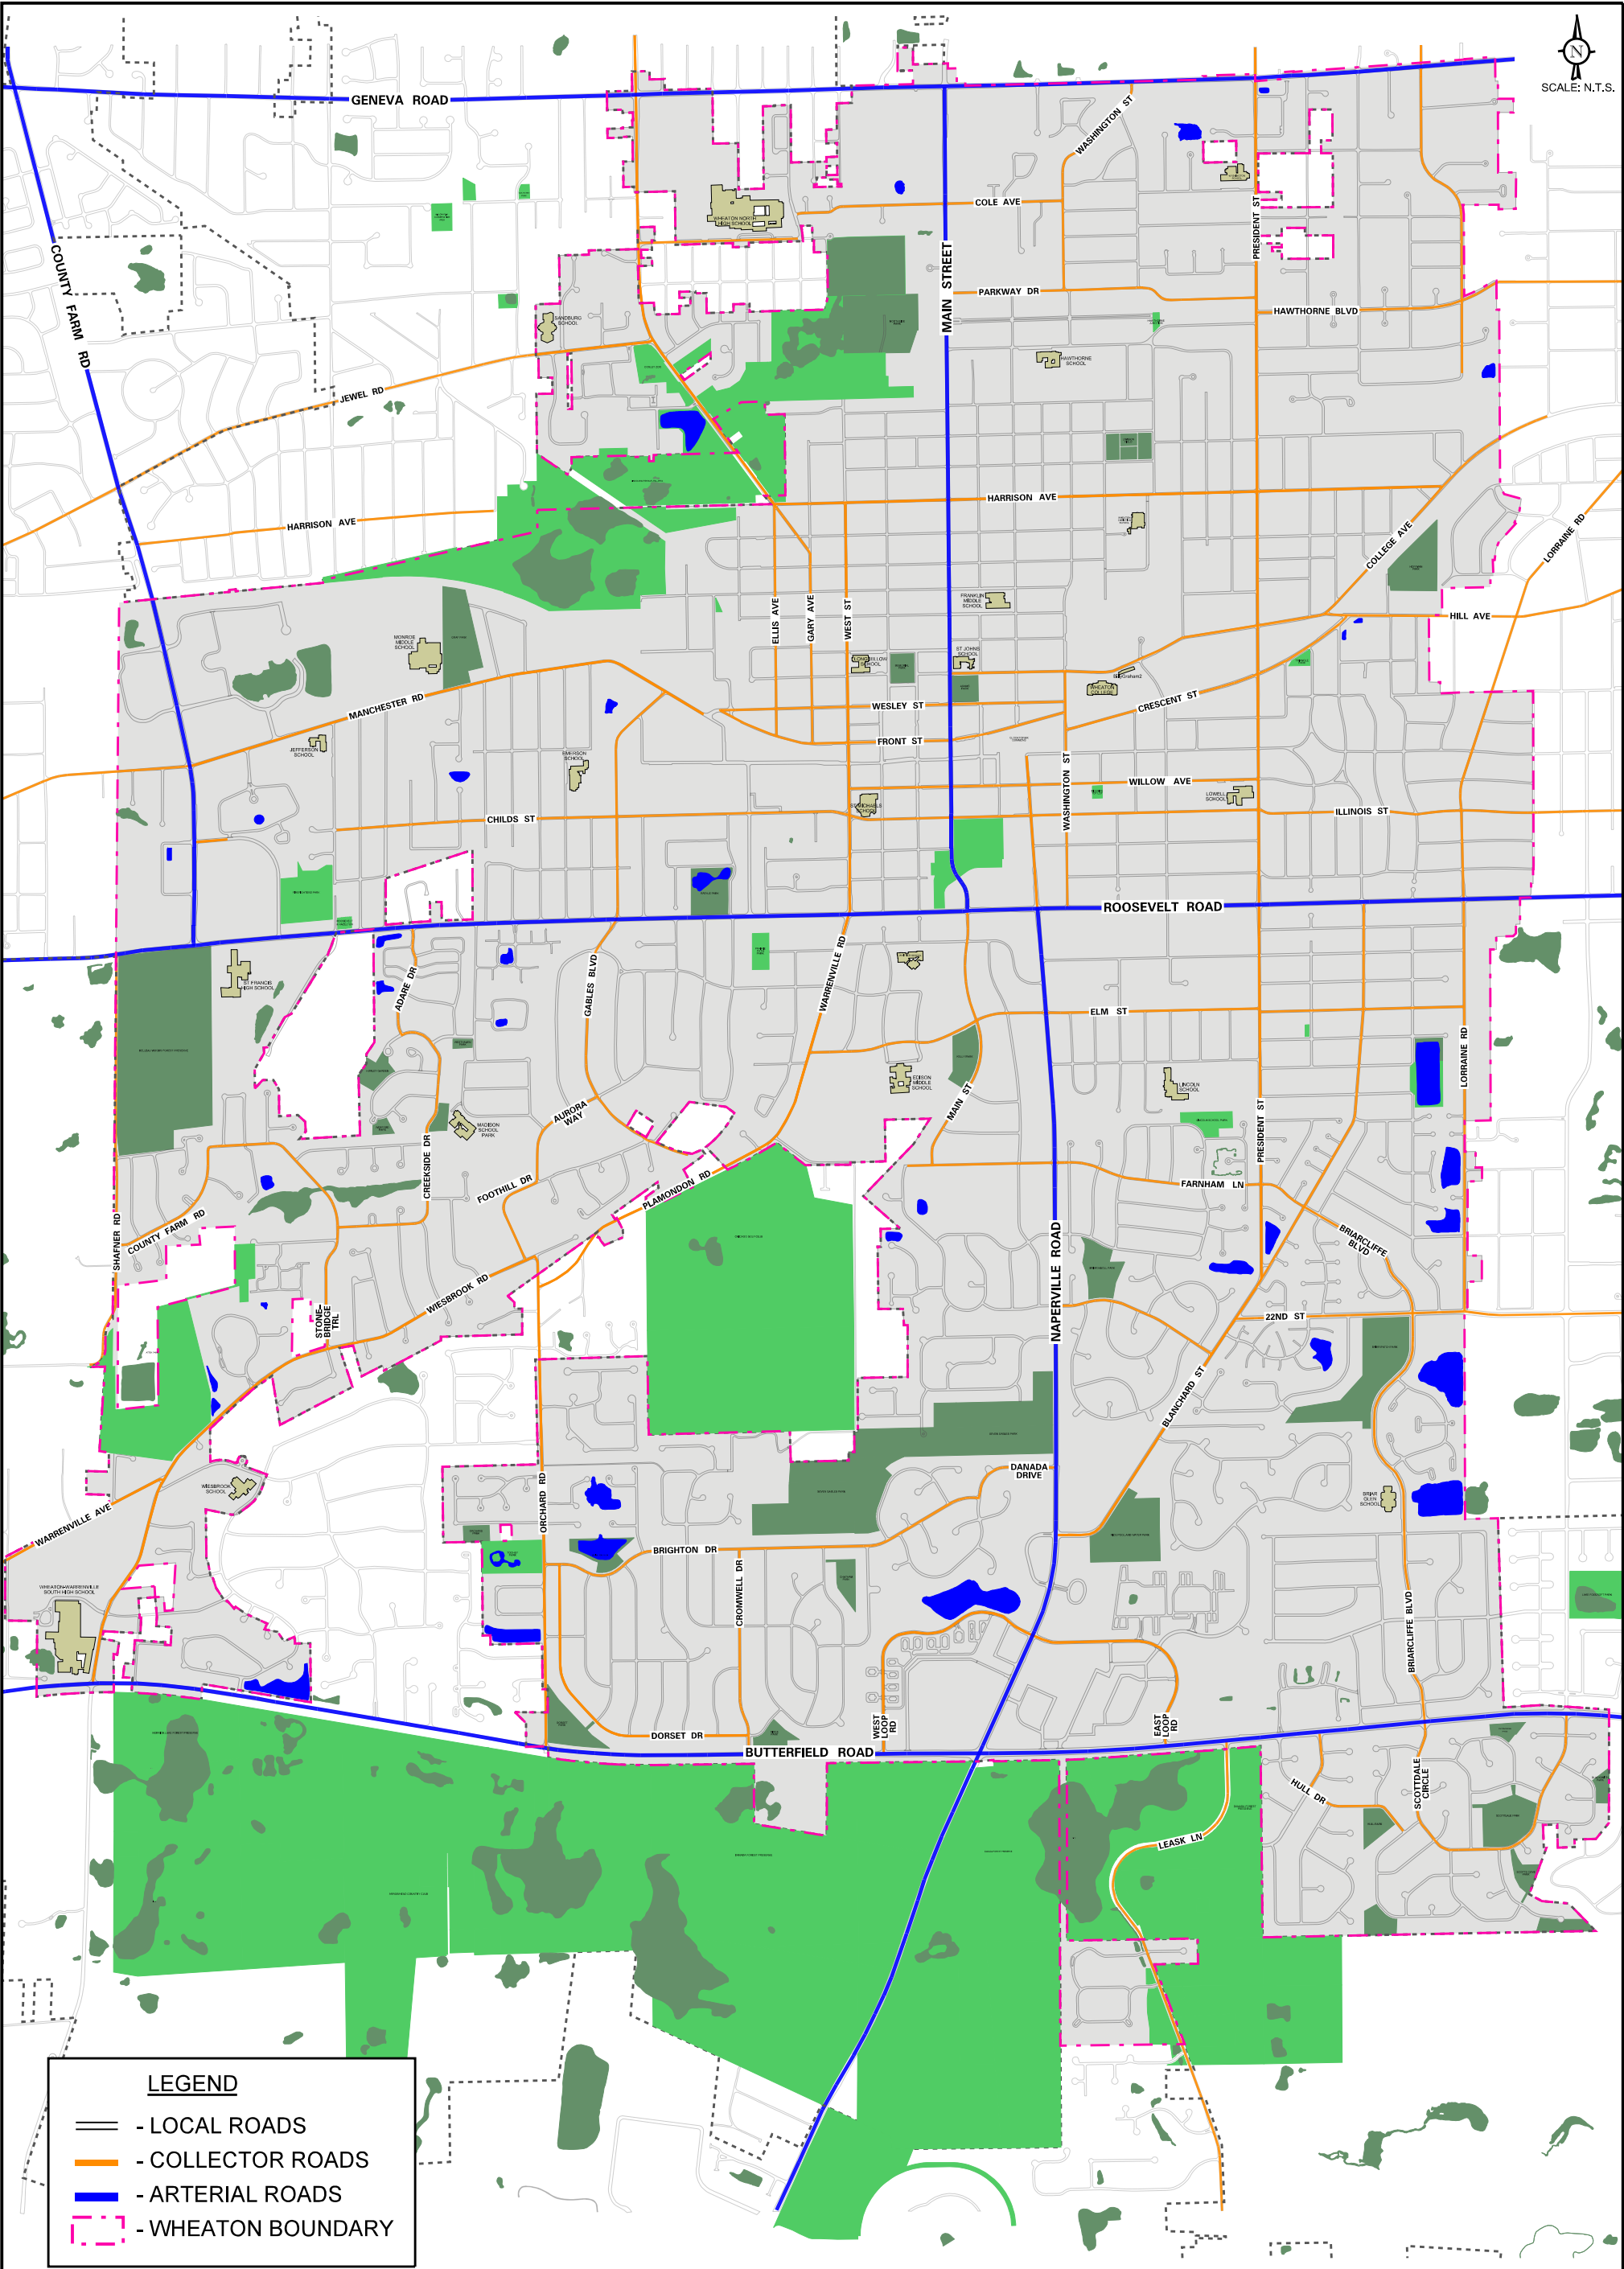 N
SCALE: N.T.S.
GENEVA ROAD
WASHINGTON ST
COUNTY FARM RD
WHEATON NORTH
HIGH SCHOOL
COLE AVE
PRESIDENT ST
MAIN STREET
PARKWAY DR
HAWTHORNE BLVD
SANDBURG
SCHOOL
HAWTHORNE
SCHOOL
JEWEL RD
HARRISON AVE
HARRISON AVE
COLLEGE AVE
LORRAINE RD
ELLIS AVE
GARY AVE
WEST ST
FRANKLIN
MIDDLE
SCHOOL
HILL AVE
MONROE
MIDDLE
SCHOOL
LONGFELLOW
SCHOOL
ST JOHNS
SCHOOL
WHEATON
COLLEGE
BillyGraham2
MANCHESTER RD
WESLEY ST
CRESCENT ST
FRONT ST
JEFFERSON
SCHOOL
EMERSON
SCHOOL
WASHINGTON ST
WILLOW AVE
LOWELL
SCHOOL
ST MICHAELS
SCHOOL
CHILDS ST
ILLINOIS ST
ROOSEVELT ROAD
ST FRANCIS
HIGH SCHOOL
ADARE DR
GABLES BLVD
WARRENVILLE RD
ELM ST
LORRAINE RD
EDISON
MIDDLE
SCHOOL
LINCOLN
SCHOOL
MAIN ST
AURORA
WAY
MADISON
SCHOOL
PARK
PRESIDENT ST
CREEKSIDE DR
FOOTHILL DR
PLAMONDON RD
FARNHAM LN
SHAFNER RD
COUNTY FARM RD
NAPERVILLE ROAD
BRIARCLIFFE
BLVD
WIESBROOK RD
STONE-
BRIDGE
TRL
22ND ST
BLANCHARD ST
DANADA
DRIVE
ORCHARD RD
WIESBROOK
SCHOOL
BRIAR
GLEN
SCHOOL
WARRENVILLE AVE
BRIGHTON DR
CROMWELL DR
WHEATON-WARRENVILLE
SOUTH HIGH SCHOOL
BRIARCLIFFE BLVD
WEST
LOOP
RD
EAST
LOOP
RD
DORSET DR
BUTTERFIELD ROAD
HULL DR
SCOTTDALE
CIRCLE
LEASK LN
LEGEND
- LOCAL ROADS
- COLLECTOR ROADS
- ARTERIAL ROADS
- WHEATON BOUNDARY